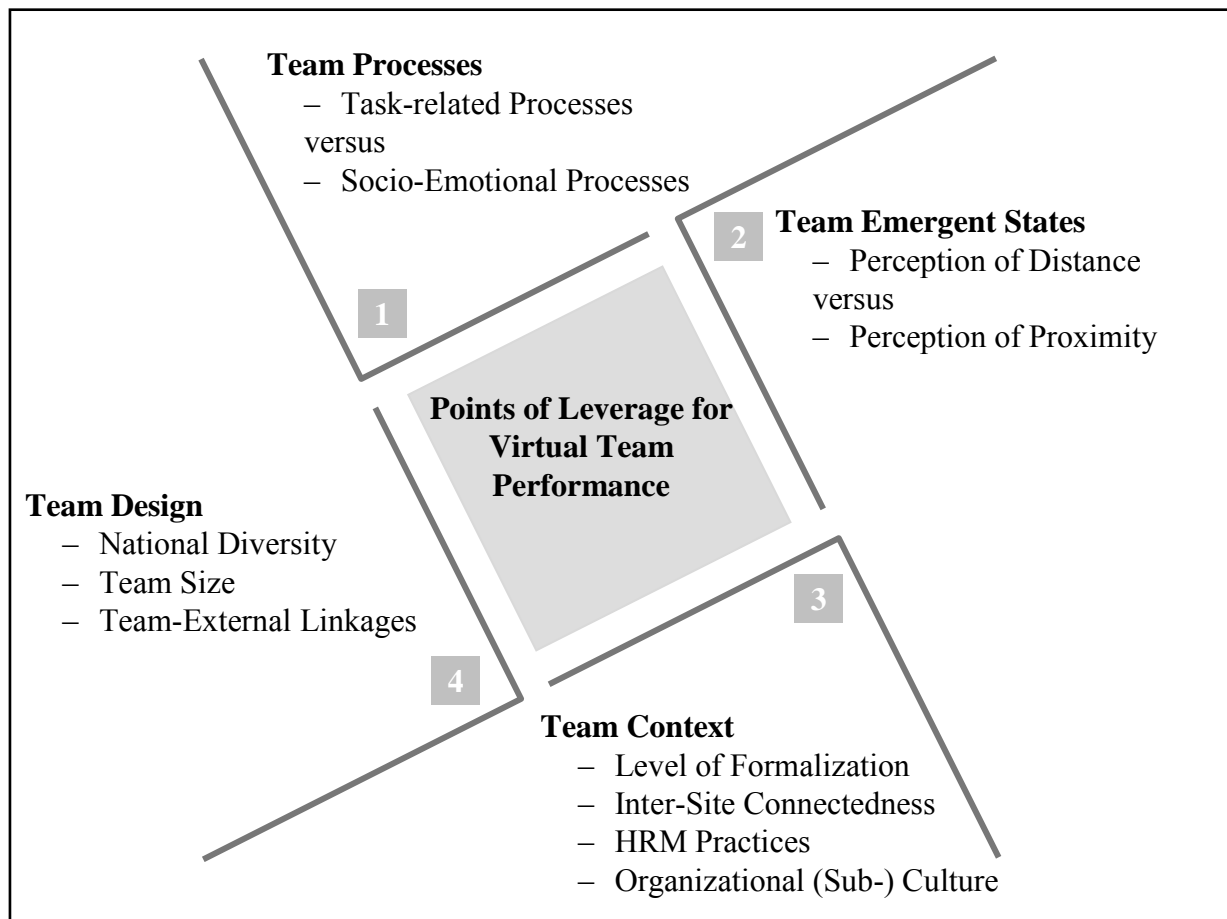 Team Processes
– Task-related Processes
versus
– Socio-Emotional Processes
1
2
Team Emergent States
– Perception of Distance
versus
– Perception of Proximity
Points of Leverage for
Virtual Team
Performance
Team Design
– National Diversity
– Team Size
– Team-External Linkages
3
4
Team Context
– Level of Formalization
– Inter-Site Connectedness
– HRM Practices
– Organizational (Sub-) Culture